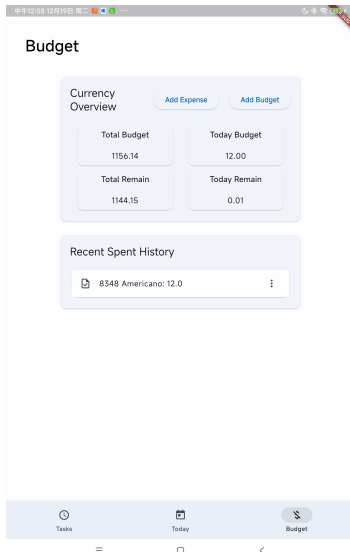 中午12:08 12月19日 周二
Budget
Currency Overview
Add Expense
Add Budget
Total Budget
1156.14
Today Budget
12.00
Total Remain
1144.15
Today Remain
0.01
Recent Spent History
8348 Americano: 12.0
Tasks
Today
Budget